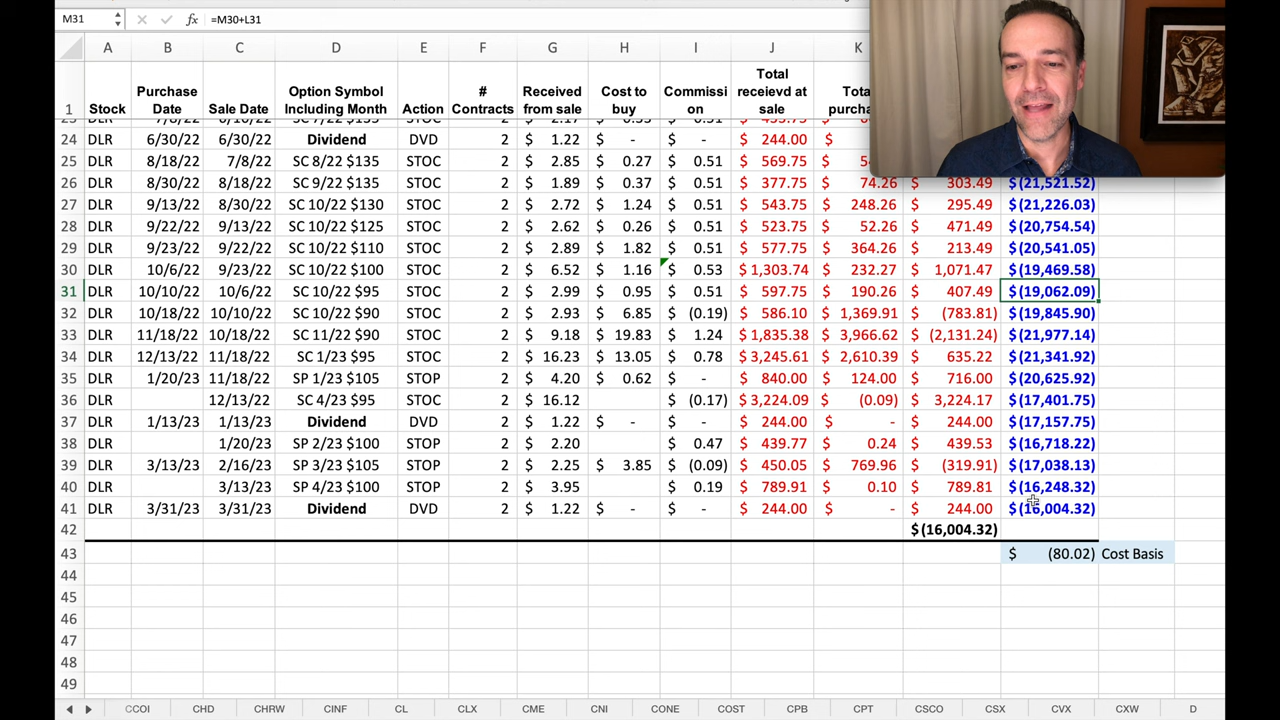 M31 fx =M30+L31
A B C D E F G H I J K
1 Stock Purchase Date Sale Date Option Symbol Including Month Action # Contracts Received from sale Cost to buy Commissi on Total receievd at sale
24 DLR 6/30/22 6/30/22 Dividend DVD 2 $ 1.22 $ - $ - $ 244.00 $
25 DLR 8/18/22 7/8/22 SC 8/22 $135 STOC 2 $ 2.85 $ 0.27 $ 0.51 $ 569.75 $
26 DLR 8/30/22 8/18/22 SC 9/22 $135 STOC 2 $ 1.89 $ 0.37 $ 0.51 $ 377.75 $ 74.26 $ 303.49 $(21,521.52)
27 DLR 9/13/22 8/30/22 SC 10/22 $130 STOC 2 $ 2.72 $ 1.24 $ 0.51 $ 543.75 $ 248.26 $ 295.49 $(21,226.03)
28 DLR 9/22/22 9/13/22 SC 10/22 $125 STOC 2 $ 2.62 $ 0.26 $ 0.51 $ 523.75 $ 52.26 $ 471.49 $(20,754.54)
29 DLR 9/23/22 9/22/22 SC 10/22 $110 STOC 2 $ 2.89 $ 1.82 $ 0.51 $ 577.75 $ 364.26 $ 213.49 $(20,541.05)
30 DLR 10/6/22 9/23/22 SC 10/22 $100 STOC 2 $ 6.52 $ 1.16 $ 0.53 $ 1,303.74 $ 232.27 $ 1,071.47 $(19,469.58)
31 DLR 10/10/22 10/6/22 SC 10/22 $95 STOC 2 $ 2.99 $ 0.95 $ 0.51 $ 597.75 $ 190.26 $ 407.49 $(19,062.09)
32 DLR 10/18/22 10/10/22 SC 10/22 $90 STOC 2 $ 2.93 $ 6.85 $ (0.19) $ 586.10 $ 1,369.91 $ (783.81) $(19,845.90)
33 DLR 11/18/22 10/18/22 SC 11/22 $90 STOC 2 $ 9.18 $ 19.83 $ 1.24 $ 1,835.38 $ 3,966.62 $ (2,131.24) $(21,977.14)
34 DLR 12/13/22 11/18/22 SC 1/23 $95 STOC 2 $ 16.23 $ 13.05 $ 0.78 $ 3,245.61 $ 2,610.39 $ 635.22 $(21,341.92)
35 DLR 1/20/23 11/18/22 SP 1/23 $105 STOP 2 $ 4.20 $ 0.62 $ - $ 840.00 $ 124.00 $ 716.00 $(20,625.92)
36 DLR 12/13/22 SC 4/23 $95 STOC 2 $ 16.12 $ (0.17) $ 3,224.09 $ (0.09) $ 3,224.17 $(17,401.75)
37 DLR 1/13/23 1/13/23 Dividend DVD 2 $ 1.22 $ - $ - $ 244.00 $ - $ 244.00 $(17,157.75)
38 DLR 1/20/23 SP 2/23 $100 STOP 2 $ 2.20 $ 0.47 $ 439.77 $ 0.24 $ 439.53 $(16,718.22)
39 DLR 3/13/23 2/16/23 SP 3/23 $105 STOP 2 $ 2.25 $ 3.85 $ (0.09) $ 450.05 $ 769.96 $ (319.91) $(17,038.13)
40 DLR 3/13/23 SP 4/23 $100 STOP 2 $ 3.95 $ 0.19 $ 789.91 $ 0.10 $ 789.81 $(16,248.32)
41 DLR 3/31/23 3/31/23 Dividend DVD 2 $ 1.22 $ - $ - $ 244.00 $ - $ 244.00 $(16,004.32)
42 $(16,004.32)
43 $ (80.02) Cost Basis
44
45
46
47
48
49
CCOI CHD CHRW CINF CL CLX CME CNI CONE COST CPB CPT CSCO CSX CVX CXW D